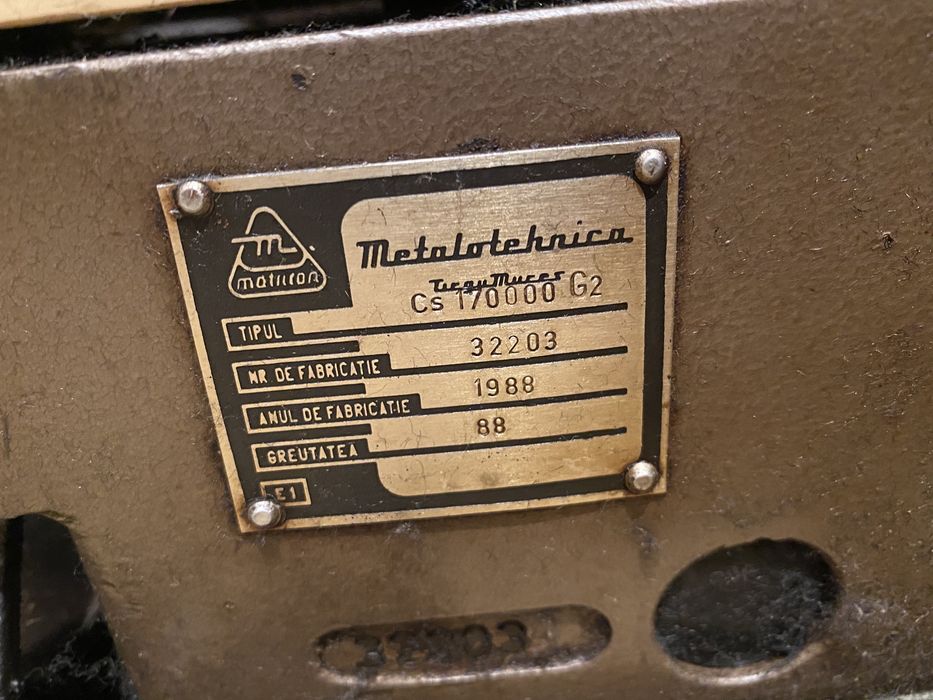 m
matricon
Metalotehnica
Tirgu Mures
Cs 170000 G2
TIPUL
32203
NR DE FABRICATIE
1988
ANUL DE FABRICATIE
88
GREUTATEA
E1
32203